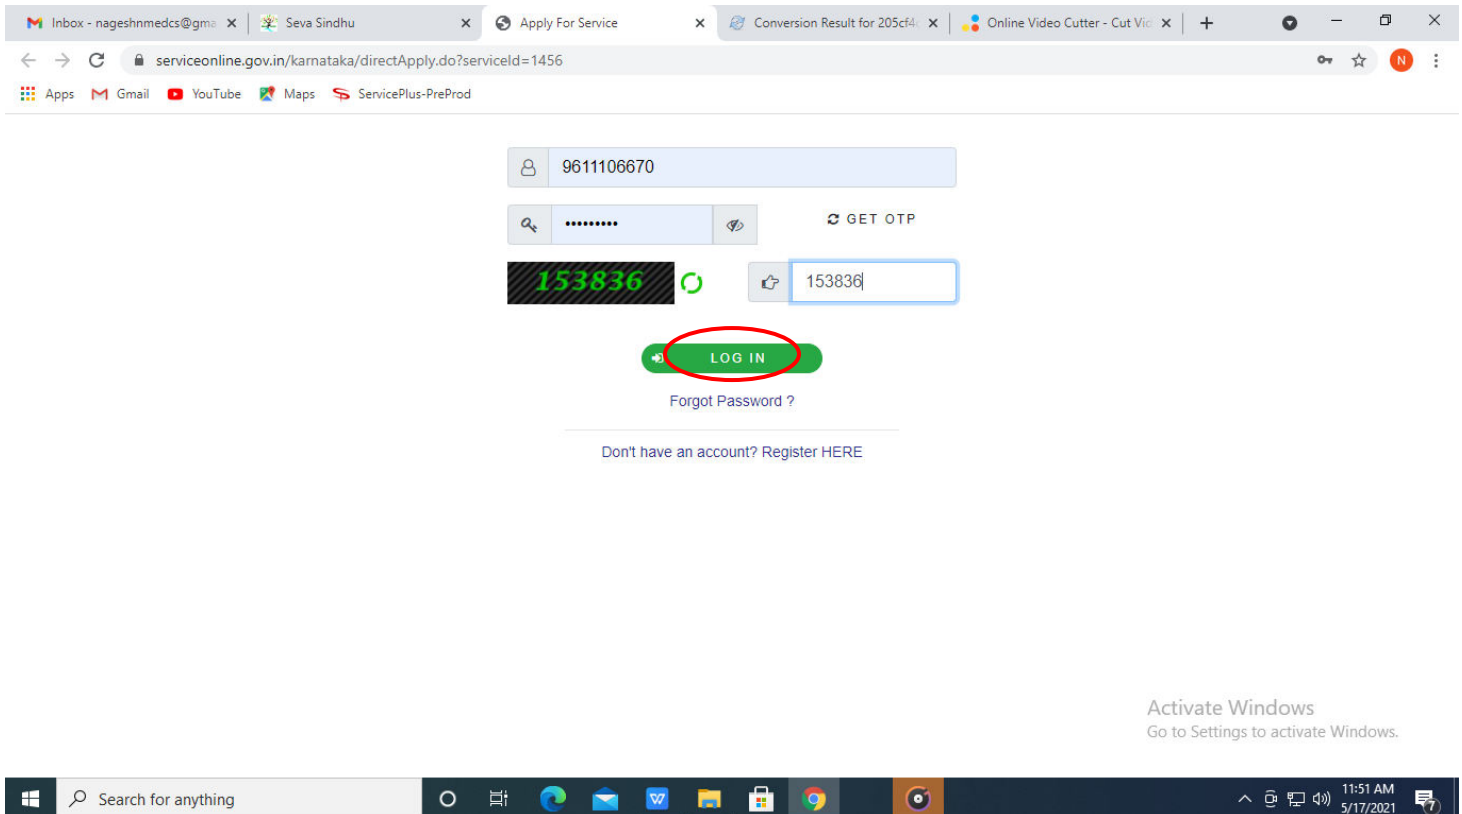 Inbox - nageshnmedcs@gma
Seva Sindhu
Apply For Service
Conversion Result for 205cf4
Online Video Cutter - Cut Vid
serviceonline.gov.in/karnataka/directApply.do?serviceId=1456
N
Apps
Gmail
YouTube
Maps
ServicePlus-PreProd
9611106670
•••••••••
GET OTP
153836
153836
LOG IN
Forgot Password ?
Don't have an account? Register HERE
Activate Windows
Go to Settings to activate Windows.
Search for anything
W
11:51 AM
5/17/2021
7